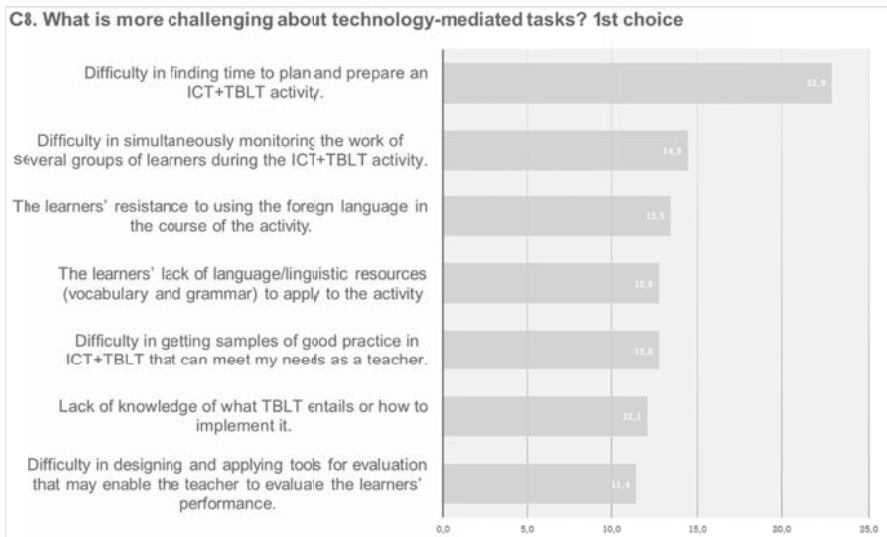 C8. What is more challenging about technology-mediated tasks? 1st choice
Difficulty in finding time to plan and prepare an
ICT+TBLT activity.
22,9
Difficulty in simultaneously monitoring the work of
several groups of learners during the ICT+TBLT activity.
14,5
The learners' resistance to using the foregn language in
the course of the activity.
13,5
The learners' lack of language/linguistic resources
(vocabulary and grammar) to apply to the activity
12,8
Difficulty in getting samples of good practice in
ICT+TBLT that can meet my needs as a teacher.
12,8
Lack of knowledge of what TBLT entails or how to
implement it.
12,1
Difficulty in designing and applying tools for evaluation
that may enable the teacher to evaluate the learners'
performance.
11,4
0,0 5,0 10,0 15,0 20,0 25,0